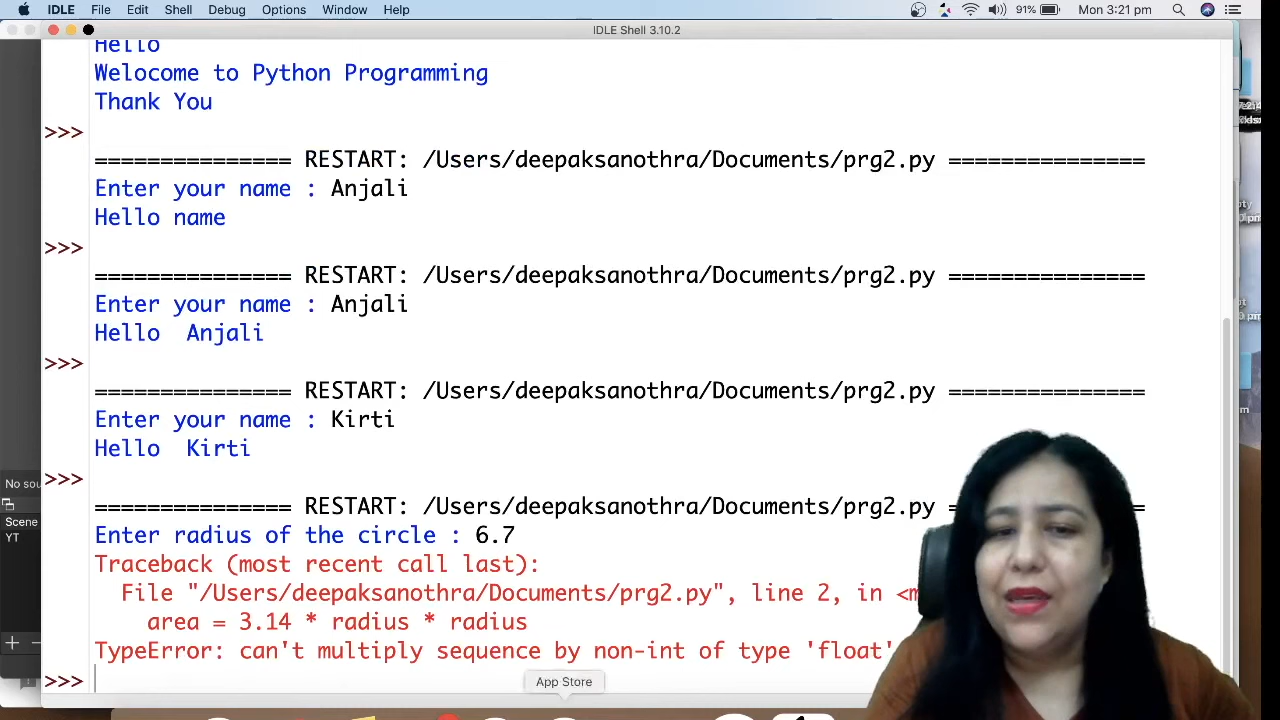 IDLE File Edit Shell Debug Options Window Help 91% Mon 3:21 pm
IDLE Shell 3.10.2
Hello
Welocome to Python Programming
Thank You
>>>
=============== RESTART: /Users/deepaksanothra/Documents/prg2.py ===============
Enter your name : Anjali
Hello name
>>>
=============== RESTART: /Users/deepaksanothra/Documents/prg2.py ===============
Enter your name : Anjali
Hello  Anjali
>>>
=============== RESTART: /Users/deepaksanothra/Documents/prg2.py ===============
Enter your name : Kirti
Hello  Kirti
>>>
=============== RESTART: /Users/deepaksanothra/Documents/prg2.py
Enter radius of the circle : 6.7
Traceback (most recent call last):
File "/Users/deepaksanothra/Documents/prg2.py", line 2, in <m
area = 3.14 * radius * radius
TypeError: can't multiply sequence by non-int of type 'float'
>>>
No sou
Scene
YT
App Store